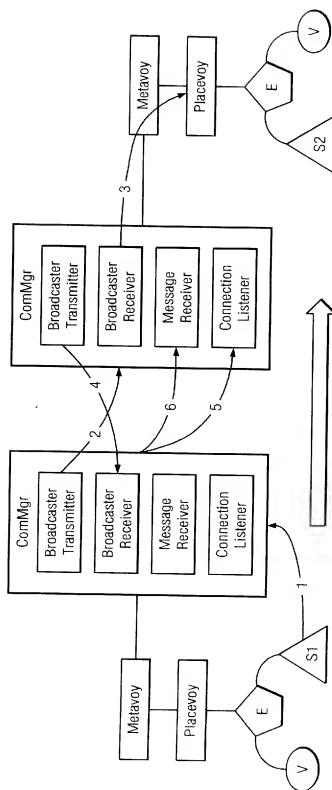 ComMgr
Broadcaster
Transmitter
Broadcaster
Receiver
Message
Receiver
Connection
Listener
Metavoy
Placevoy
E
V
S1
1
2
4
6
5
3
ComMgr
Broadcaster
Transmitter
Broadcaster
Receiver
Message
Receiver
Connection
Listener
Metavoy
Placevoy
E
V
S2